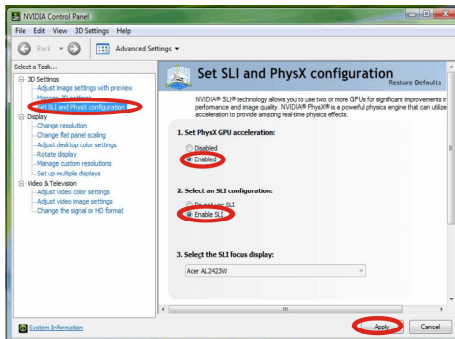 NVIDIA Control Panel
File Edit View 3D Settings Help
Back
Advanced Settings
Select a Task...
3D Settings
Adjust image settings with preview
Manage 3D settings
Set SLI and PhysX configuration
Display
Change resolution
Change flat panel scaling
Adjust desktop color settings
Rotate display
Manage custom resolutions
Set up multiple displays
Video & Television
Adjust video color settings
Adjust video image settings
Change the signal or HD format
System Information
Set SLI and PhysX configuration
Restore Defaults
NVIDIA® SLI® technology allows you to use two or more GPUs for significant improvements ir
performance and image quality. NVIDIA® PhysX® is a powerful physics engine that can utilize
acceleration to provide amazing real-time physics effects.
1. Set PhysX GPU acceleration:
Disabled
Enabled
2. Select an SLI configuration:
Do not use SLI
Enable SLI
3. Select the SLI focus display:
Acer AL2423W
Apply
Cancel